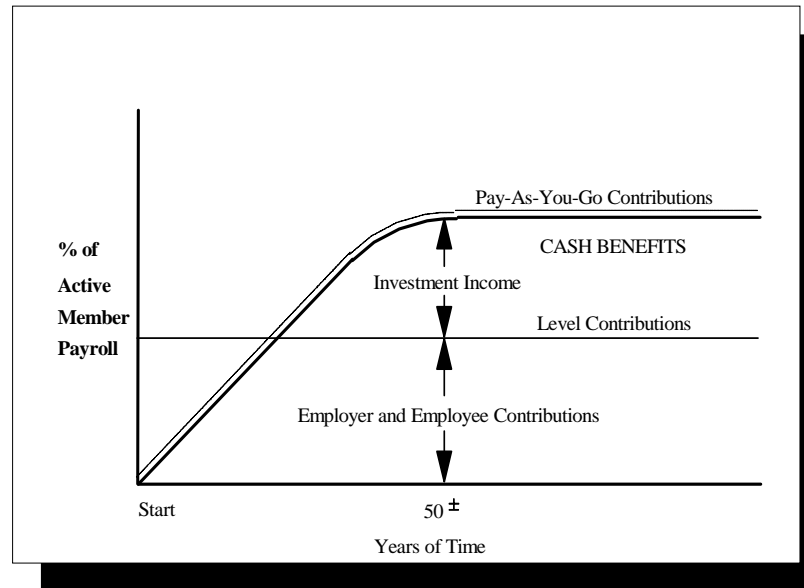 Pay-As-You-Go Contributions
% of
Active
Member
Payroll
CASH BENEFITS
Investment Income
Level Contributions
Employer and Employee Contributions
Start
50 ±
Years of Time